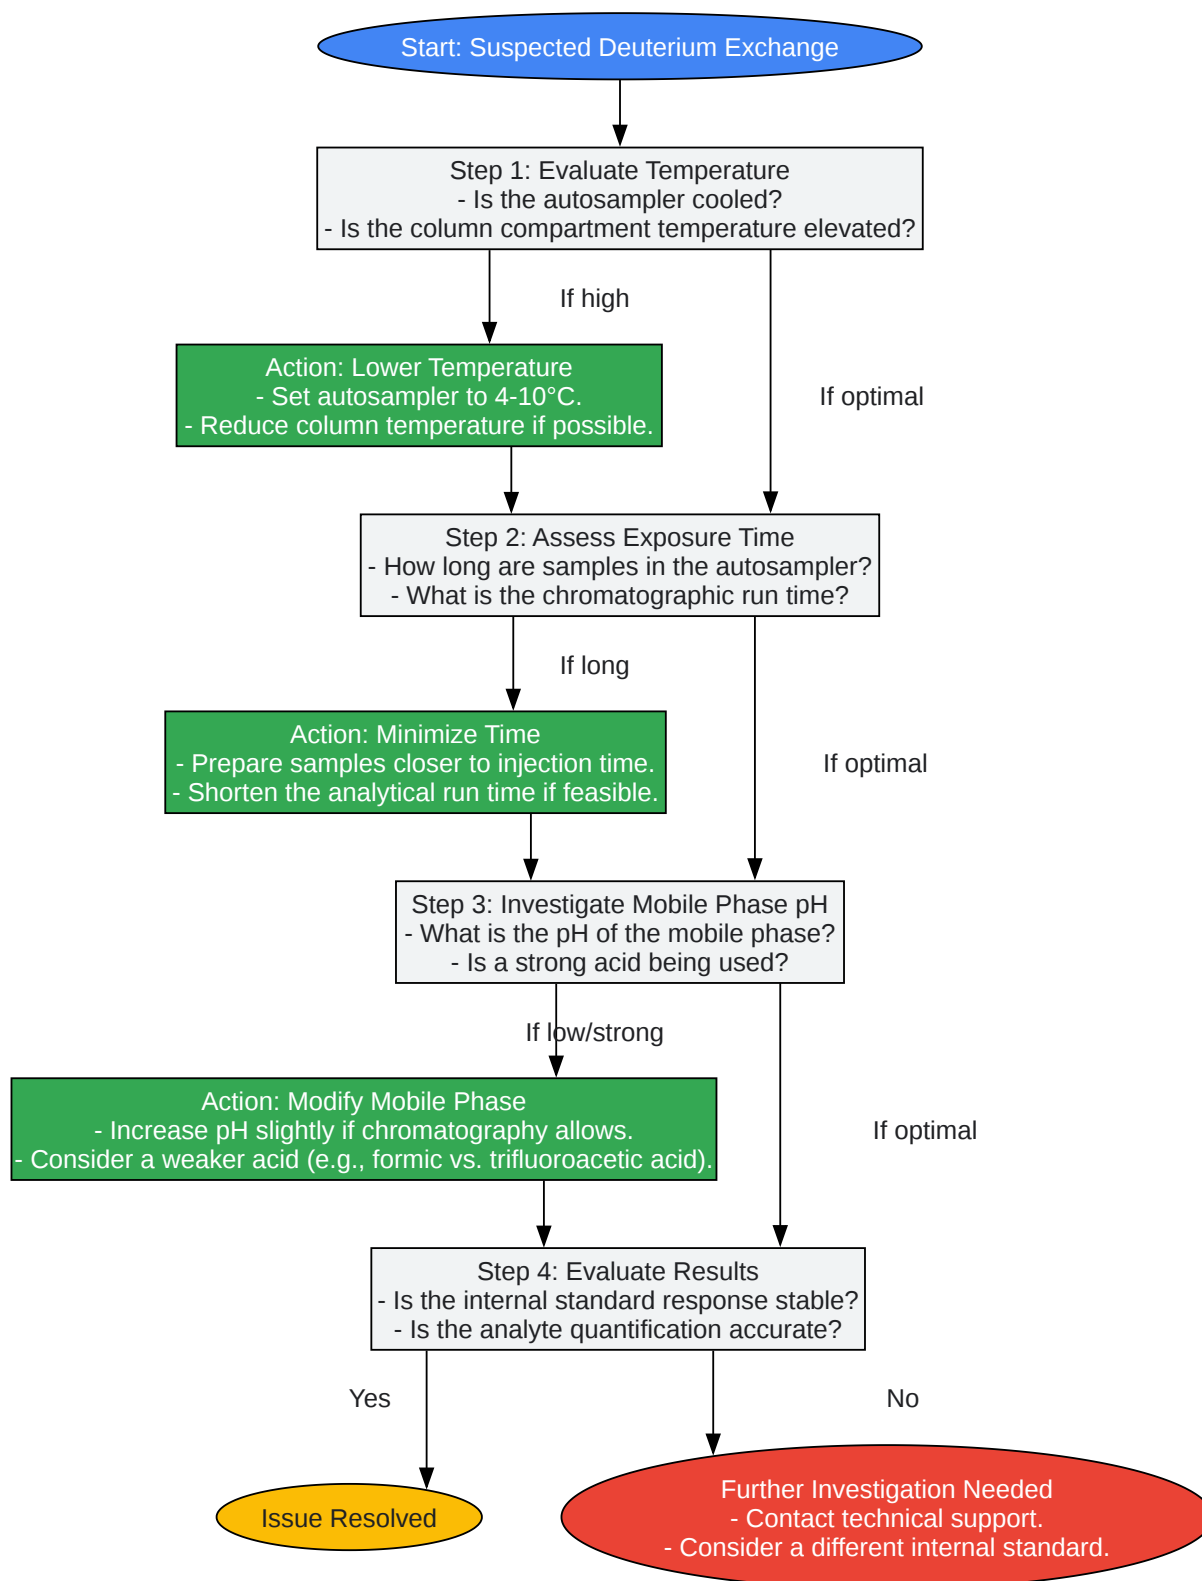 Start: Suspected Deuterium Exchange
Step 1: Evaluate Temperature
- Is the autosampler cooled?
- Is the column compartment temperature elevated?
If high
Action: Lower Temperature
- Set autosampler to 4-10°C.
- Reduce column temperature if possible.
If optimal
Step 2: Assess Exposure Time
- How long are samples in the autosampler?
- What is the chromatographic run time?
If long
Action: Minimize Time
- Prepare samples closer to injection time.
- Shorten the analytical run time if feasible.
If optimal
Step 3: Investigate Mobile Phase pH
- What is the pH of the mobile phase?
- Is a strong acid being used?
If low/strong
Action: Modify Mobile Phase
- Increase pH slightly if chromatography allows.
- Consider a weaker acid (e.g., formic vs. trifluoroacetic acid).
If optimal
Step 4: Evaluate Results
- Is the internal standard response stable?
- Is the analyte quantification accurate?
Yes
No
Issue Resolved
Further Investigation Needed
- Contact technical support.
- Consider a different internal standard.